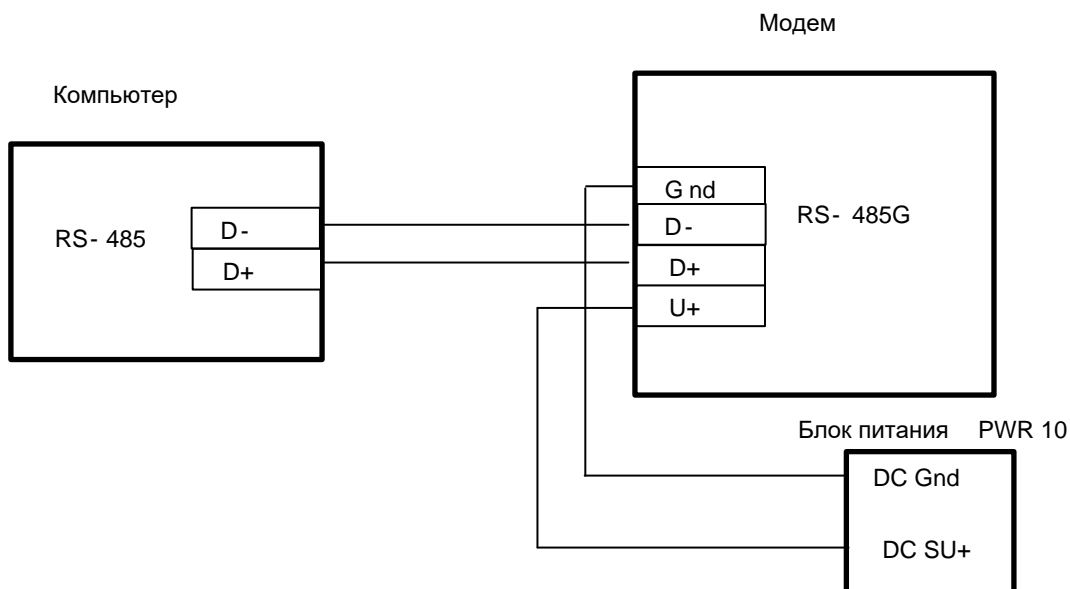 Модем
Компьютер
G nd
RS- 485G
D-
D-
RS- 485
D+
D+
U+
Блок питания PWR 10
DC Gnd
DC SU+